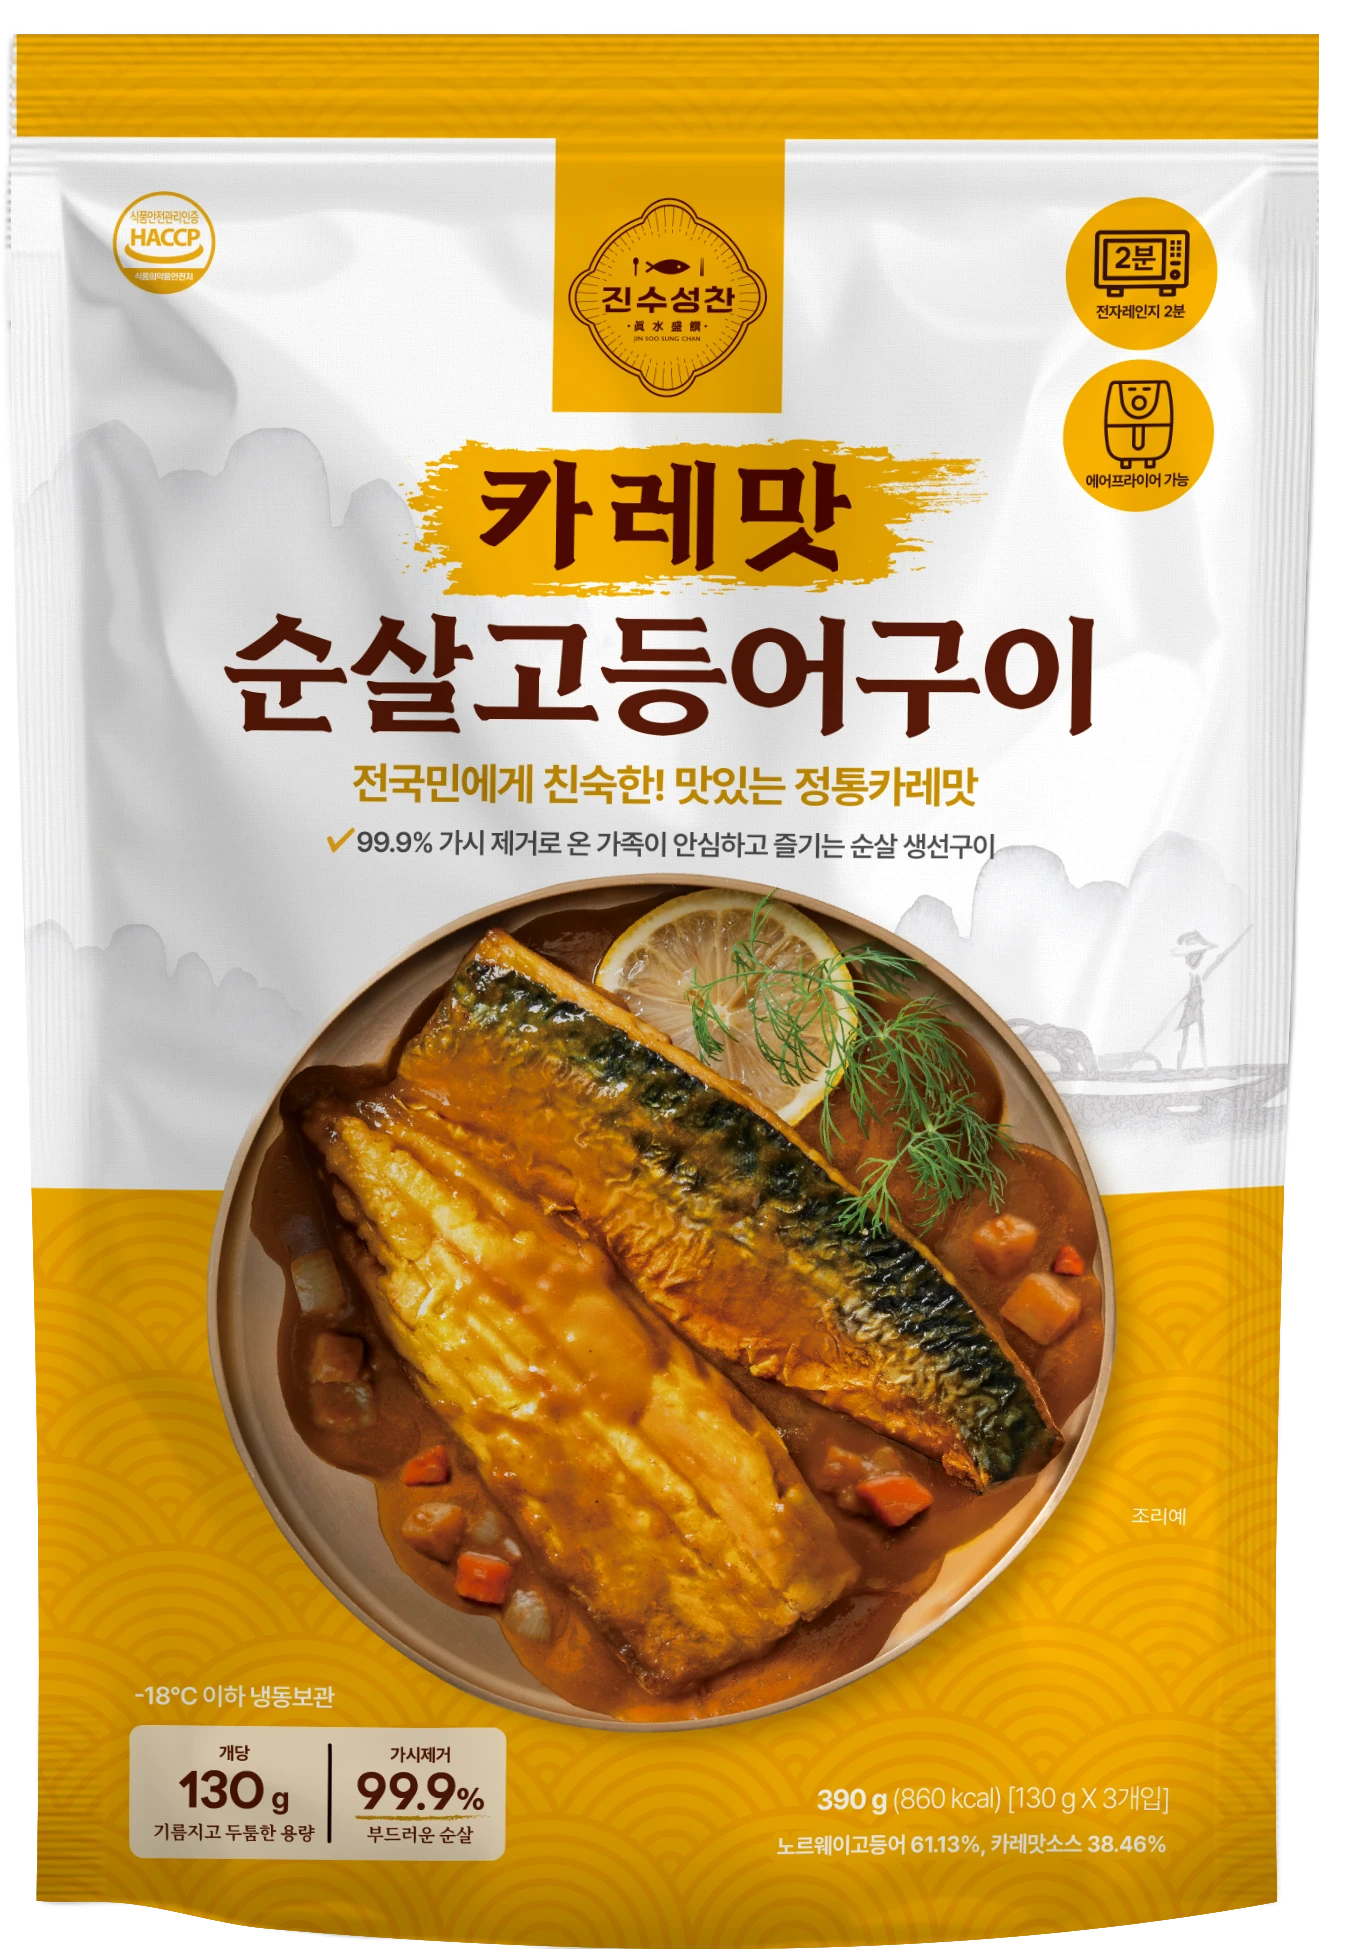 식품안전관리인증
HACCP
식품의약품안전처
진수성찬
·眞水盛饌·
JIN SOO SUNG CHAN
2분
전자레인지 2분
에어프라이어 가능
카레맛
순살고등어구이
전국민에게 친숙한! 맛있는 정통카레맛
99.9% 가시 제거로 온 가족이 안심하고 즐기는 순살 생선구이
조리예
-18°C 이하 냉동보관
개당
130 g
기름지고 두툼한 용량
가시제거
99.9%
부드러운 순살
390 g (860 kcal) [130 g X 3개입]
노르웨이고등어 61.13%, 카레맛소스 38.46%